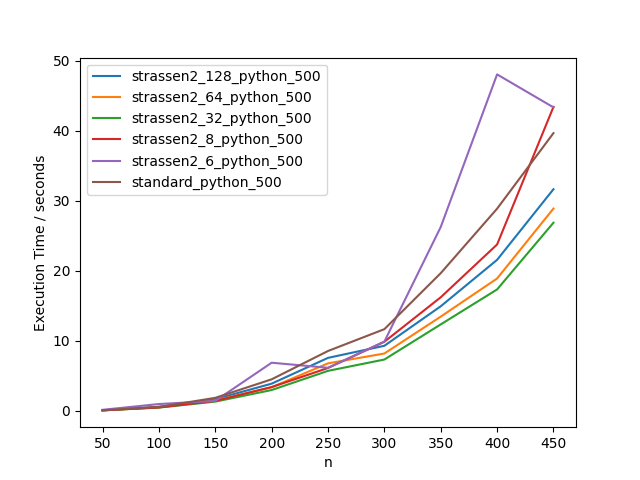 strassen2_128_python_500
strassen2_64_python_500
strassen2_32_python_500
strassen2_8_python_500
strassen2_6_python_500
standard_python_500
Execution Time / seconds
50
40
30
20
10
0
50 100 150 200 250 300 350 400 450
n